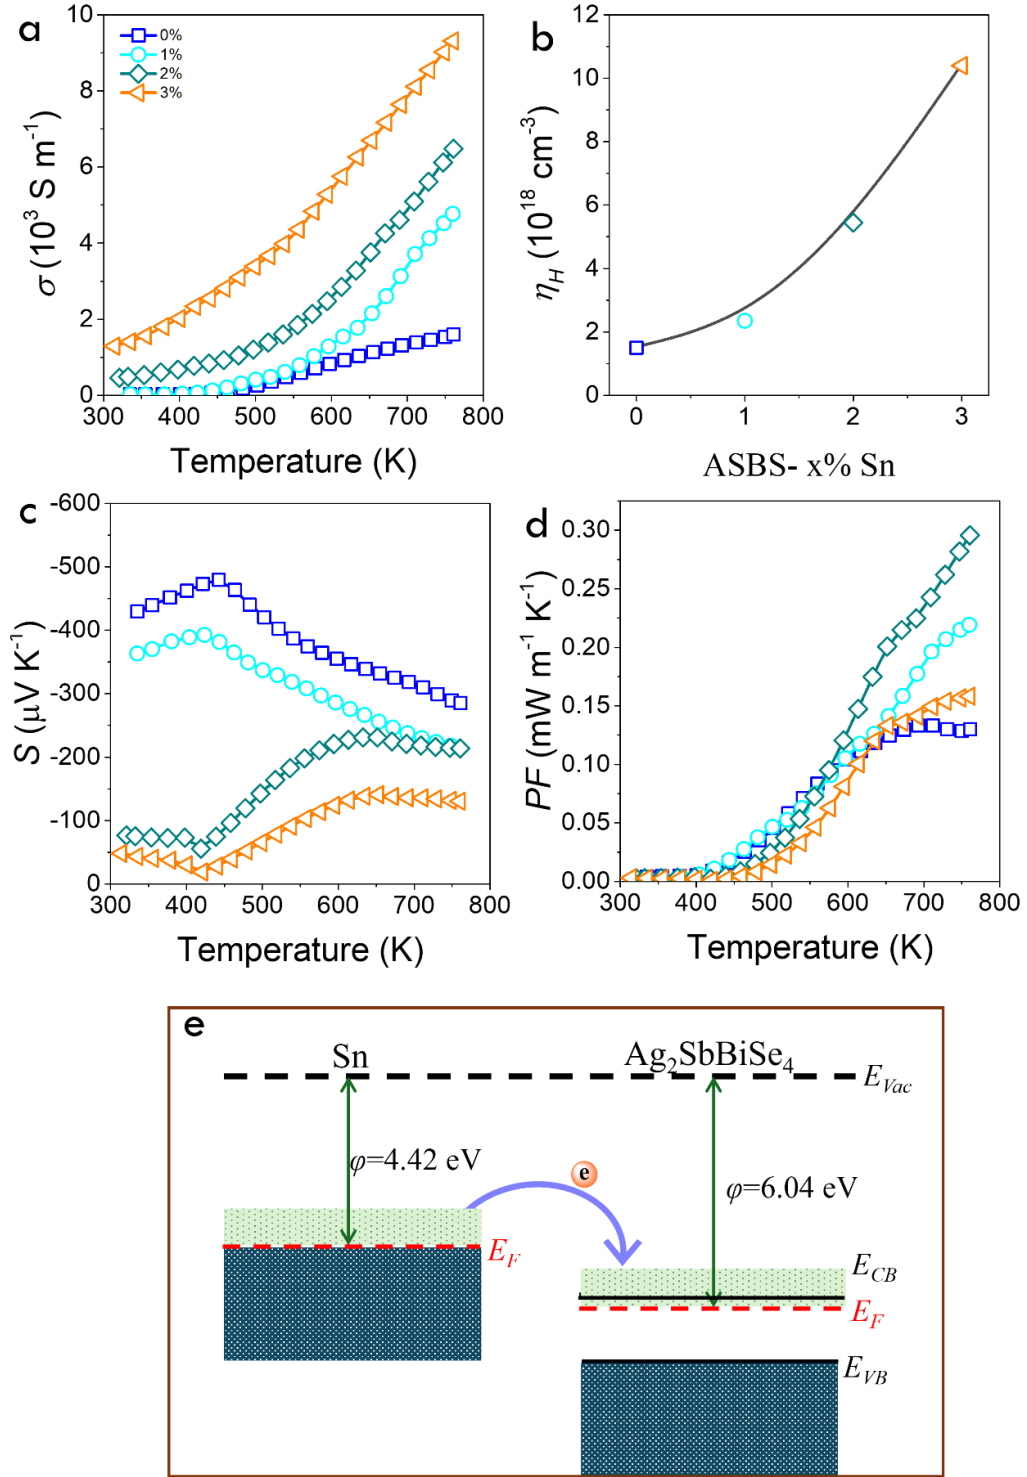 a
10
8
6
4
2
0
σ (10³ S m⁻¹)
0%
1%
2%
3%
300 400 500 600 700 800
Temperature (K)
b
12
10
8
6
4
2
0
η_H (10¹⁸ cm⁻³)
0 1 2 3
ASBS- x% Sn
c
-600
-500
-400
-300
-200
-100
0
S (μV K⁻¹)
300 400 500 600 700 800
Temperature (K)
d
0.30
0.25
0.20
0.15
0.10
0.05
0.00
PF (mW m⁻¹ K⁻¹)
300 400 500 600 700 800
Temperature (K)
e
Sn
Ag₂SbBiSe₄
E_Vac
φ=4.42 eV
e
φ=6.04 eV
E_F
E_CB
E_F
E_VB